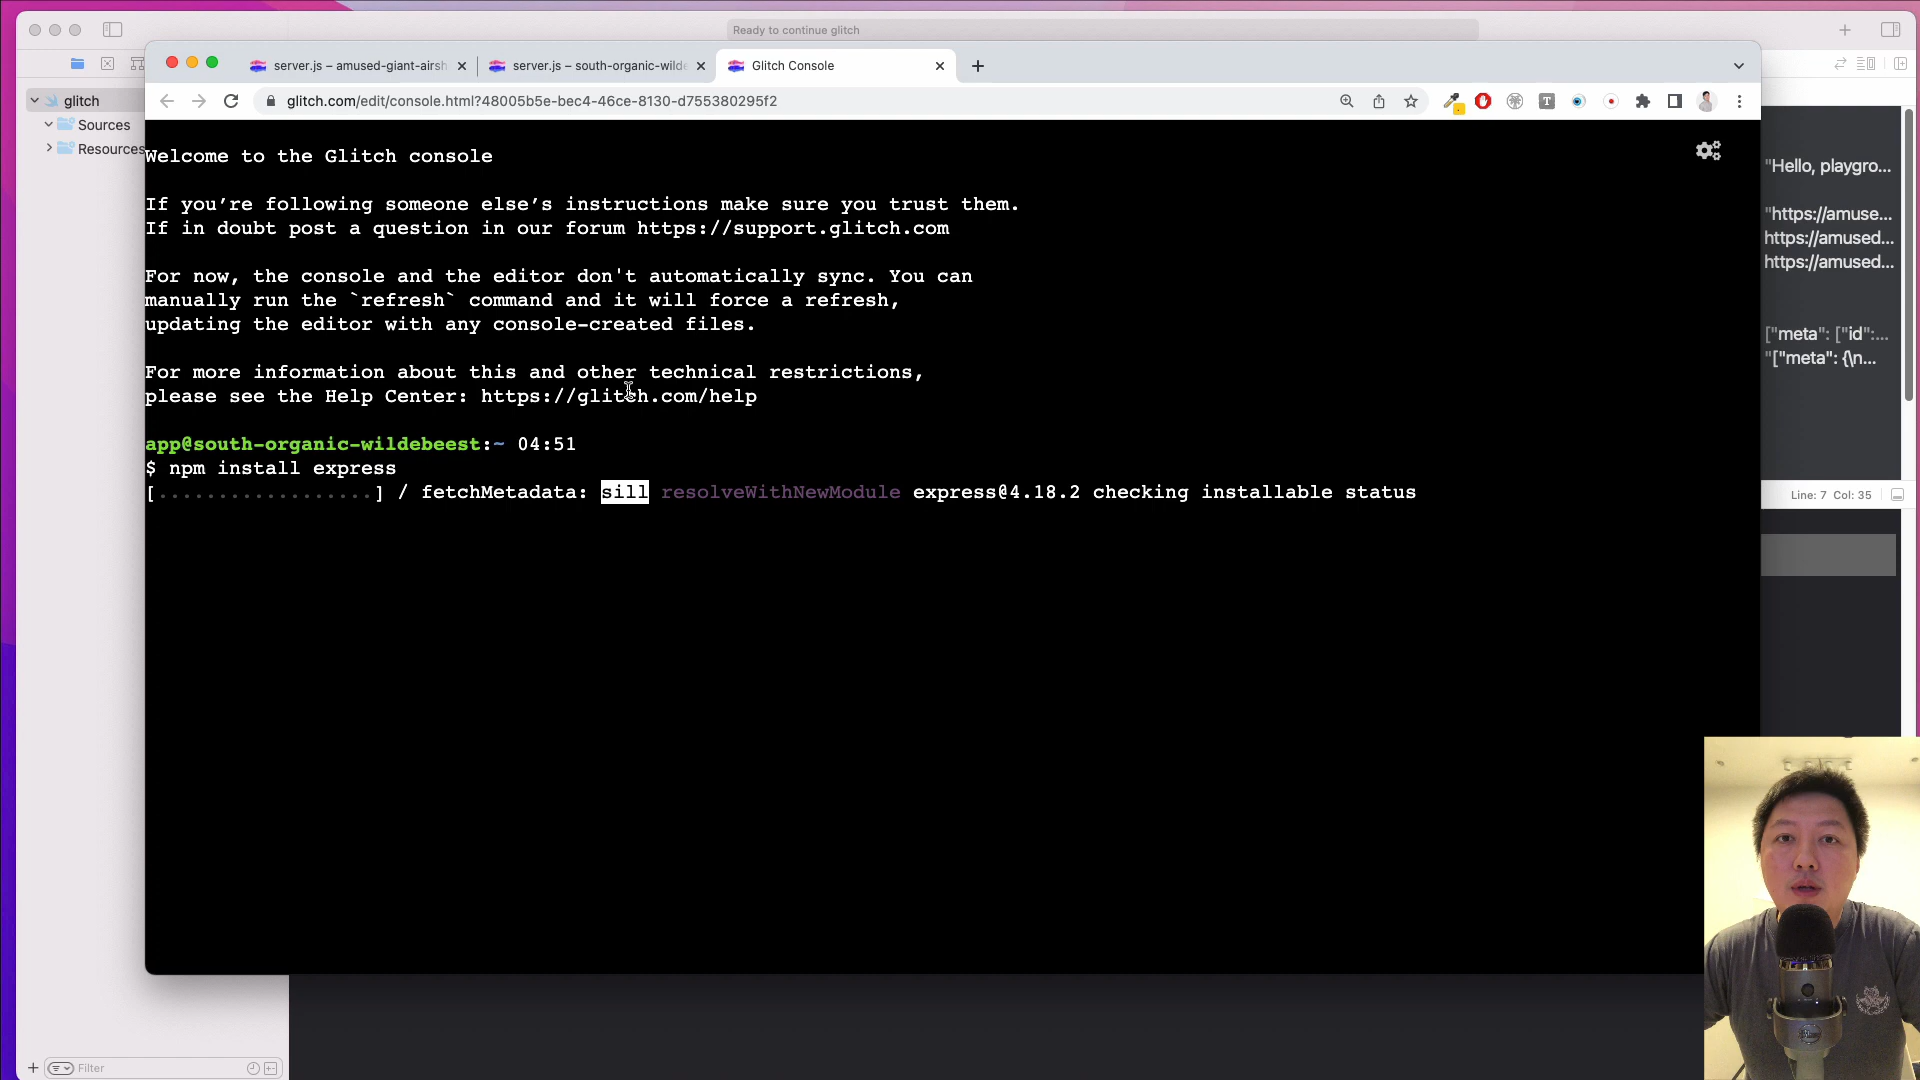 Ready to continue glitch
server.js – amused-giant-airsh
server.js – south-organic-wilde
Glitch Console
glitch.com/edit/console.html?48005b5e-bec4-46ce-8130-d755380295f2
glitch
Sources
Resources
Welcome to the Glitch console
If you’re following someone else’s instructions make sure you trust them.
If in doubt post a question in our forum https://support.glitch.com
For now, the console and the editor don't automatically sync. You can
manually run the `refresh` command and it will force a refresh,
updating the editor with any console-created files.
For more information about this and other technical restrictions,
please see the Help Center: https://glitch.com/help
app@south-organic-wildebeest:~ 04:51
$ npm install express
[..................] / fetchMetadata: sill resolveWithNewModule express@4.18.2 checking installable status
"Hello, playgro...
"https://amuse...
https://amused...
https://amused...
["meta": ["id":...
"["meta": {\n...
Line: 7 Col: 35
Filter